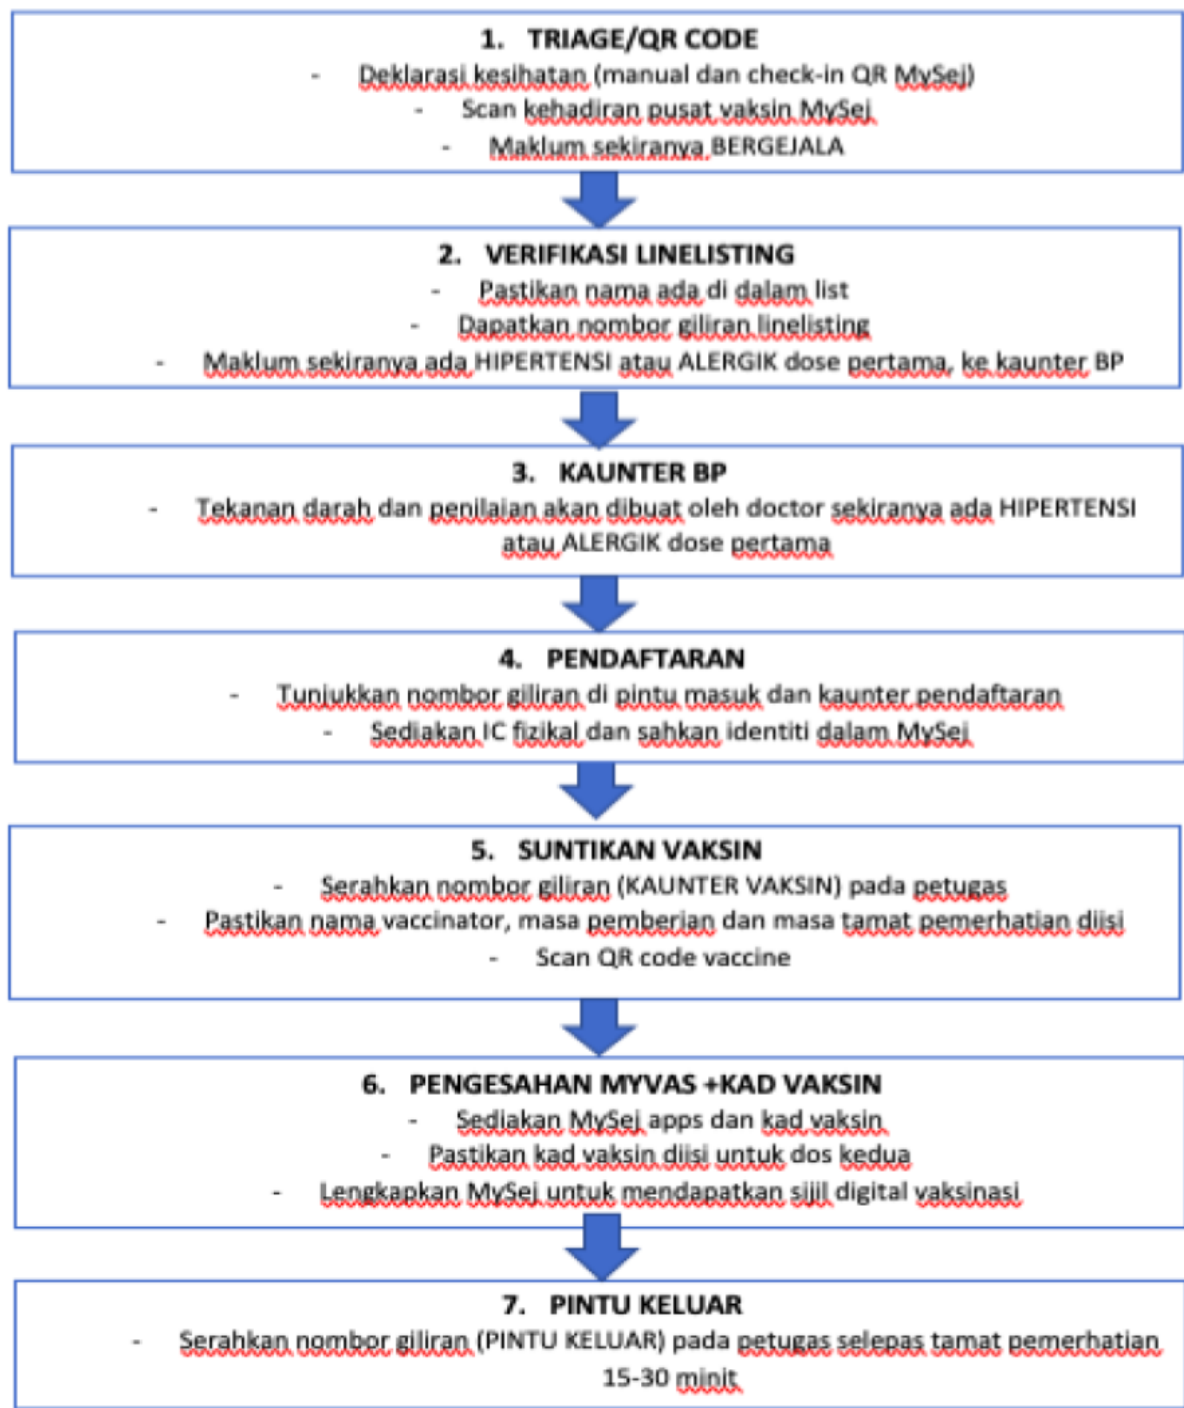 1. TRIAGE/QR CODE
- Deklarasi kesihatan (manual dan check-in QR MySej)
- Scan kehadiran pusat vaksin MySej
- Maklum sekiranya BERGEJALA
2. VERIFIKASI LINELISTING
- Pastikan nama ada di dalam list
- Dapatkan nombor giliran linelisting
- Maklum sekiranya ada HIPERTENSI atau ALERGIK dose pertama, ke kaunter BP
3. KAUNTER BP
- Tekanan darah dan penilaian akan dibuat oleh doctor sekiranya ada HIPERTENSI
atau ALERGIK dose pertama
4. PENDAFTARAN
- Tunjukkan nombor giliran di pintu masuk dan kaunter pendaftaran
- Sediakan IC fizikal dan sahkan identiti dalam MySej
5. SUNTIKAN VAKSIN
- Serahkan nombor giliran (KAUNTER VAKSIN) pada petugas
- Pastikan nama vaccinator, masa pemberian dan masa tamat pemerhatian diisi
- Scan QR code vaccine
6. PENGESAHAN MYVAS +KAD VAKSIN
- Sediakan MySej apps dan kad vaksin
- Pastikan kad vaksin diisi untuk dos kedua
- Lengkapkan MySej untuk mendapatkan sijil digital vaksinasi
7. PINTU KELUAR
- Serahkan nombor giliran (PINTU KELUAR) pada petugas selepas tamat pemerhatian
15-30 minit